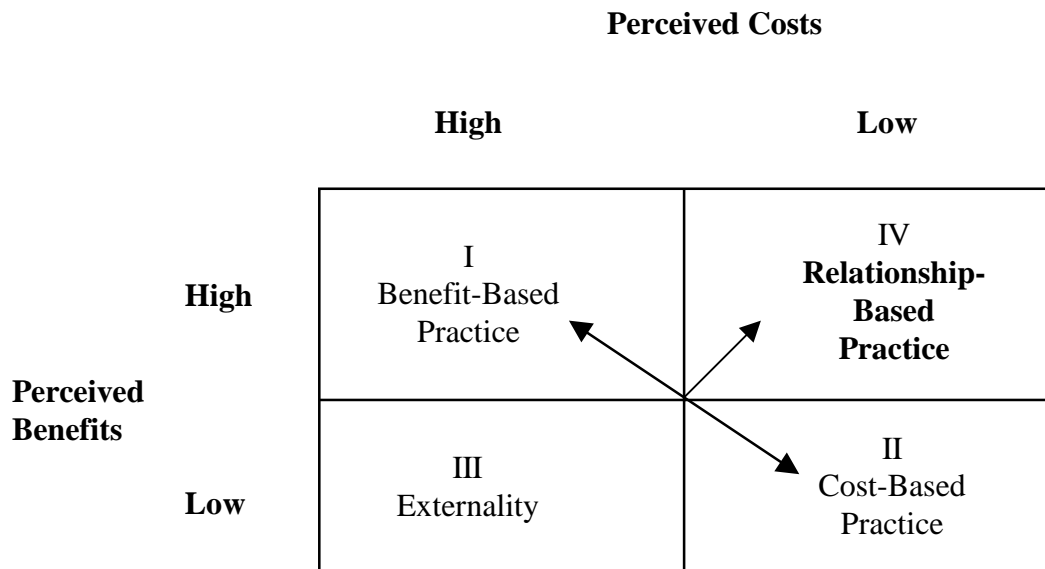 Perceived Costs
High
Low
I
Benefit-Based
Practice
IV
Relationship-
Based
Practice
High
Perceived
Benefits
Low
III
Externality
II
Cost-Based
Practice